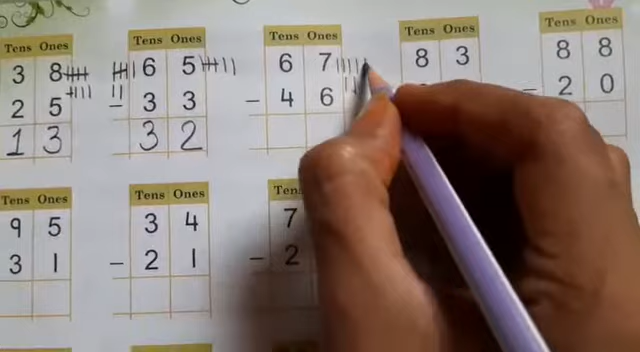 Tens Ones Tens Ones Tens Ones Tens Ones Tens Ones
3 8 6 5 6 7 8 3 8 8
2 5 - 3 3 - 4 6 - 2 0
1 3 3 2
Tens Ones Tens Ones Tens
9 5 3 4 7
3 1 - 2 1 - 2